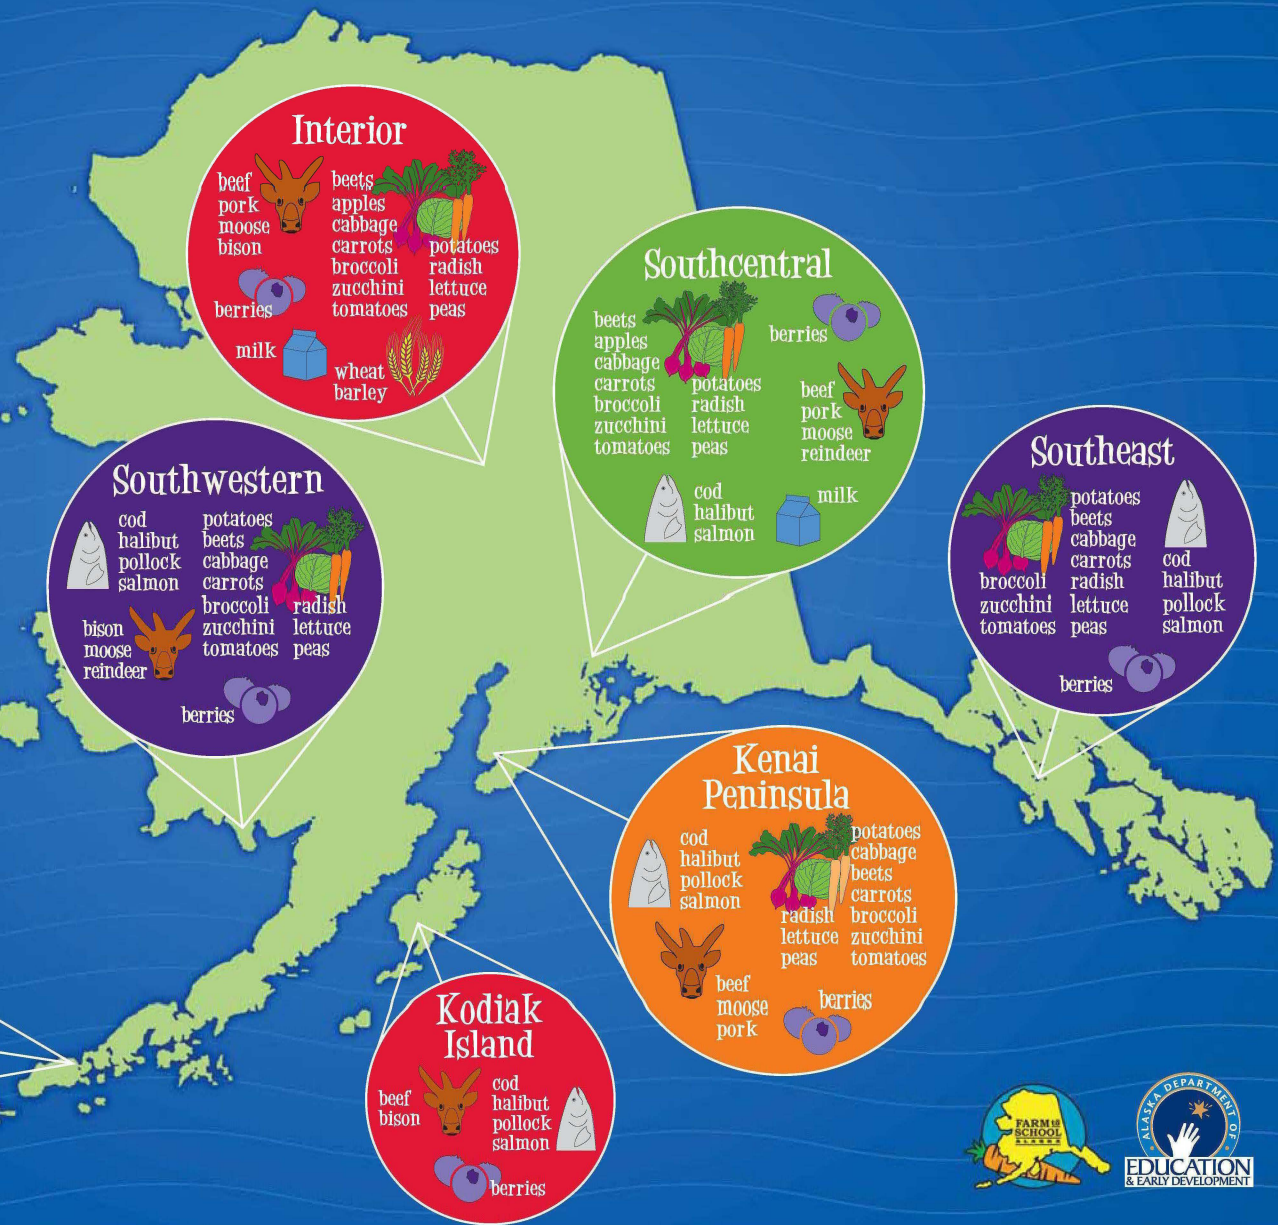 Interior
beef
pork
moose
bison
berries
milk
beets
apples
cabbage
carrots
broccoli
zucchini
tomatoes
potatoes
radish
lettuce
peas
wheat
barley
Southcentral
beets
apples
cabbage
carrots
broccoli
zucchini
tomatoes
potatoes
radish
lettuce
peas
berries
beef
pork
moose
reindeer
cod
halibut
salmon
milk
Southwestern
cod
halibut
pollock
salmon
bison
moose
reindeer
potatoes
beets
cabbage
carrots
broccoli
zucchini
tomatoes
radish
lettuce
peas
berries
Southeast
broccoli
zucchini
tomatoes
potatoes
beets
cabbage
carrots
radish
lettuce
peas
cod
halibut
pollock
salmon
berries
Kenai
Peninsula
cod
halibut
pollock
salmon
radish
lettuce
peas
potatoes
cabbage
beets
carrots
broccoli
zucchini
tomatoes
beef
moose
pork
berries
Kodiak
Island
beef
bison
cod
halibut
pollock
salmon
berries
FARM to
SCHOOL
ALASKA
ALASKA DEPARTMENT OF
EDUCATION
& EARLY DEVELOPMENT